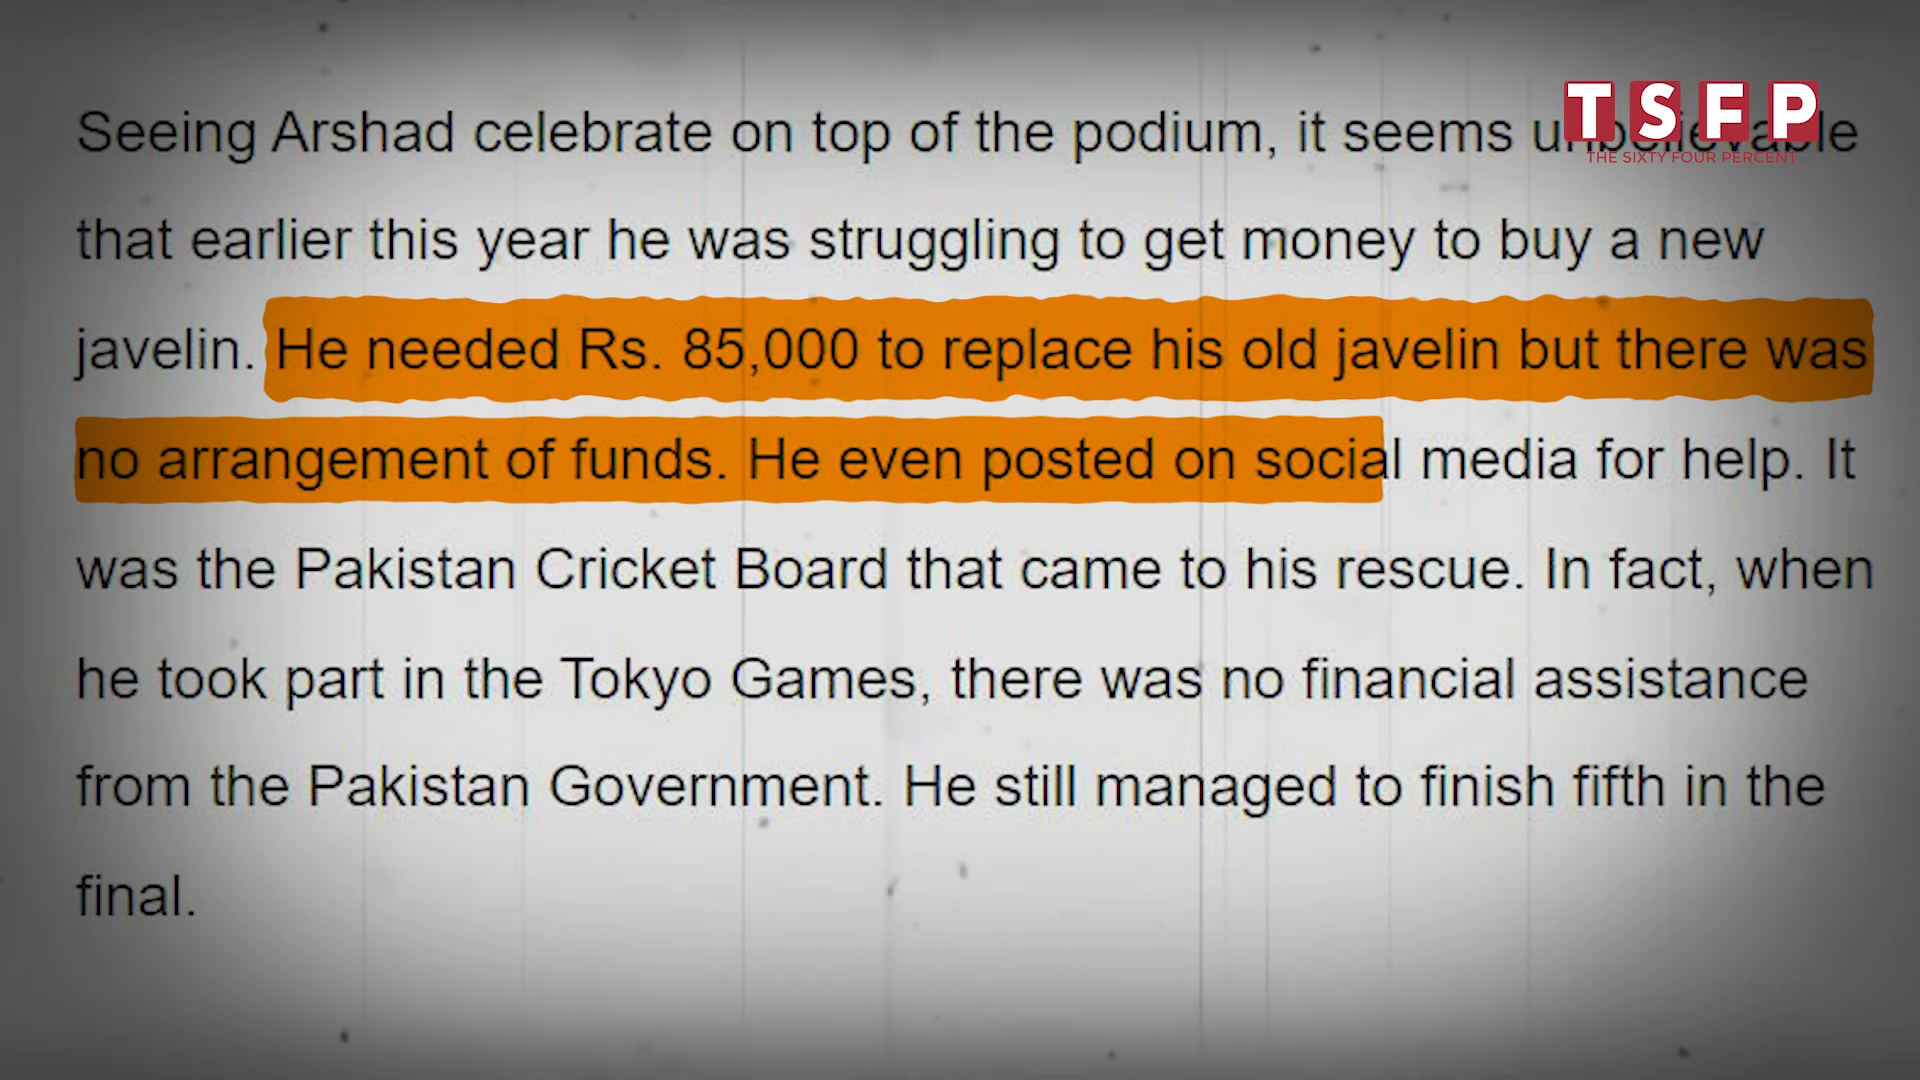 TSFP
THE SIXTY FOUR PERCENT
Seeing Arshad celebrate on top of the podium, it seems unbelievable
that earlier this year he was struggling to get money to buy a new
javelin. He needed Rs. 85,000 to replace his old javelin but there was
no arrangement of funds. He even posted on social media for help. It
was the Pakistan Cricket Board that came to his rescue. In fact, when
he took part in the Tokyo Games, there was no financial assistance
from the Pakistan Government. He still managed to finish fifth in the
final.